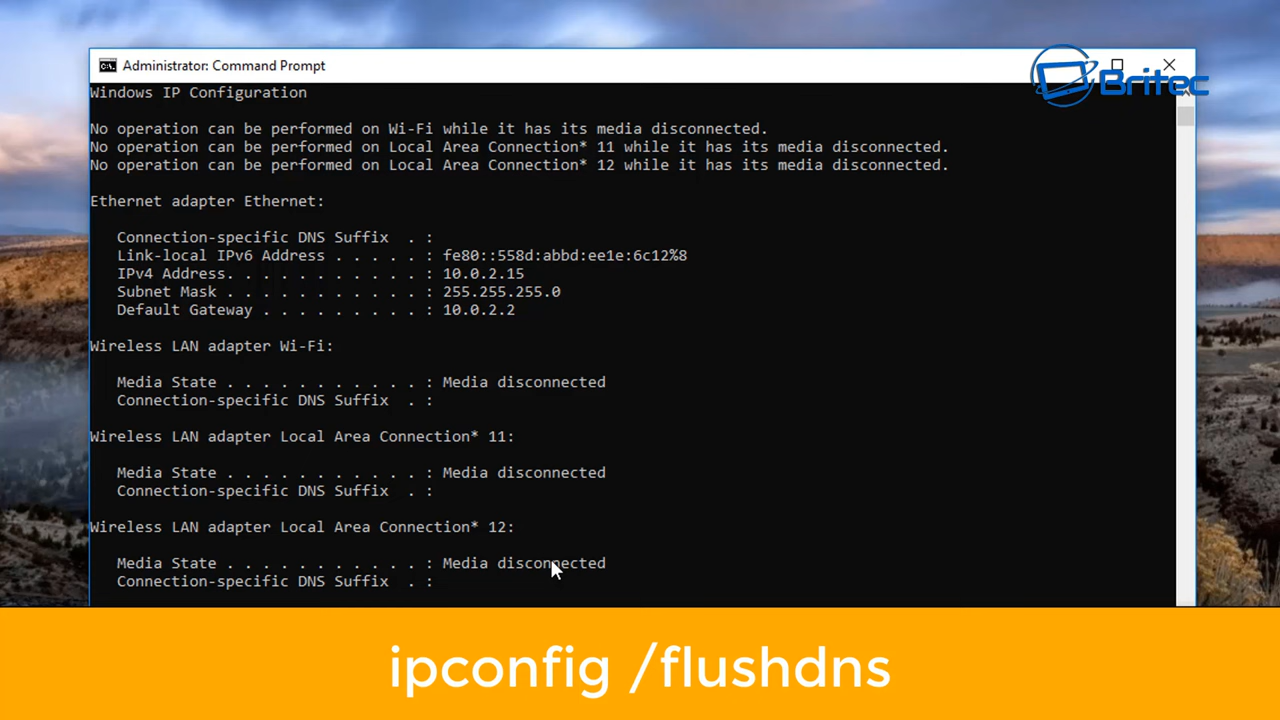 Administrator: Command Prompt
Britec
Windows IP Configuration
No operation can be performed on Wi-Fi while it has its media disconnected.
No operation can be performed on Local Area Connection* 11 while it has its media disconnected.
No operation can be performed on Local Area Connection* 12 while it has its media disconnected.
Ethernet adapter Ethernet:
Connection-specific DNS Suffix  . :
Link-local IPv6 Address . . . . . : fe80::558d:abbd:ee1e:6c12%8
IPv4 Address. . . . . . . . . . . : 10.0.2.15
Subnet Mask . . . . . . . . . . . : 255.255.255.0
Default Gateway . . . . . . . . . : 10.0.2.2
Wireless LAN adapter Wi-Fi:
Media State . . . . . . . . . . . : Media disconnected
Connection-specific DNS Suffix  . :
Wireless LAN adapter Local Area Connection* 11:
Media State . . . . . . . . . . . : Media disconnected
Connection-specific DNS Suffix  . :
Wireless LAN adapter Local Area Connection* 12:
Media State . . . . . . . . . . . : Media disconnected
Connection-specific DNS Suffix  . :
ipconfig /flushdns